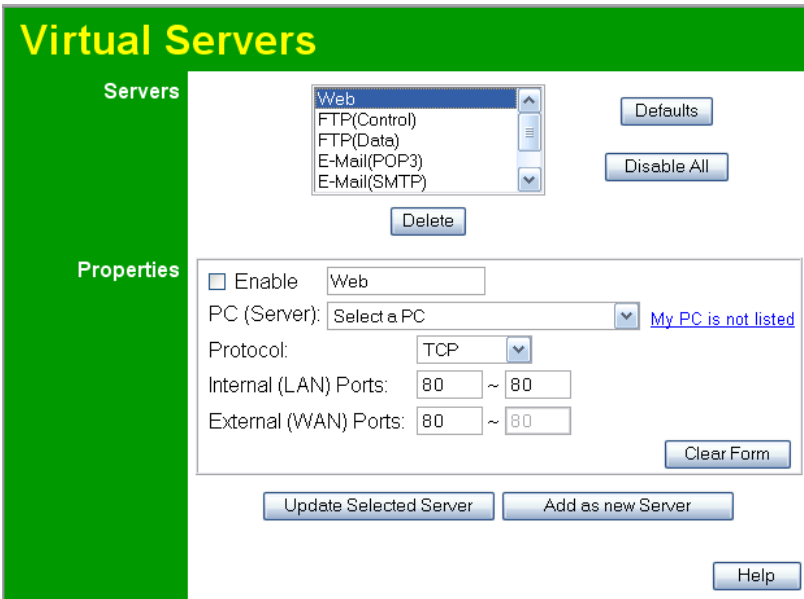 Virtual Servers
Servers
Web
FTP(Control)
FTP(Data)
E-Mail(POP3)
E-Mail(SMTP)
Defaults
Disable All
Delete
Properties
Enable Web
PC (Server): Select a PC My PC is not listed
Protocol: TCP
Internal (LAN) Ports: 80 ~ 80
External (WAN) Ports: 80 ~ 80
Clear Form
Update Selected Server Add as new Server
Help